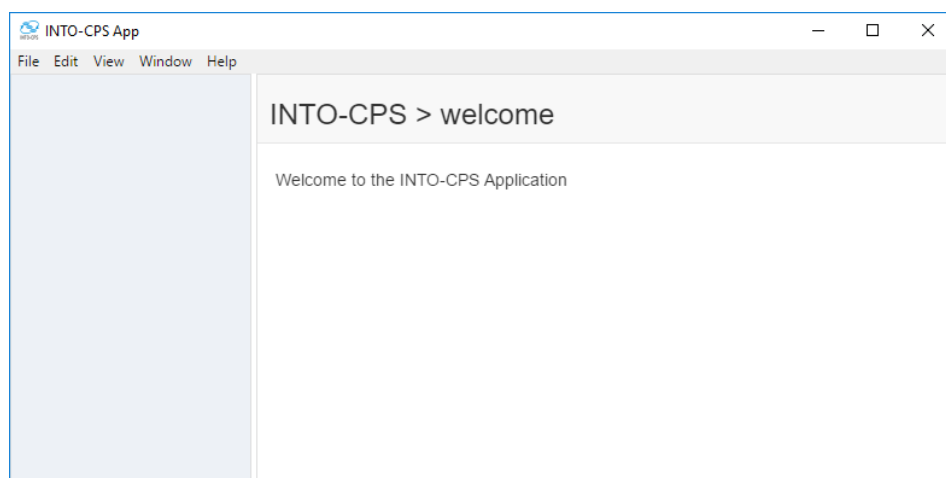 INTO-CPS App
File Edit View Window Help
INTO-CPS > welcome
Welcome to the INTO-CPS Application